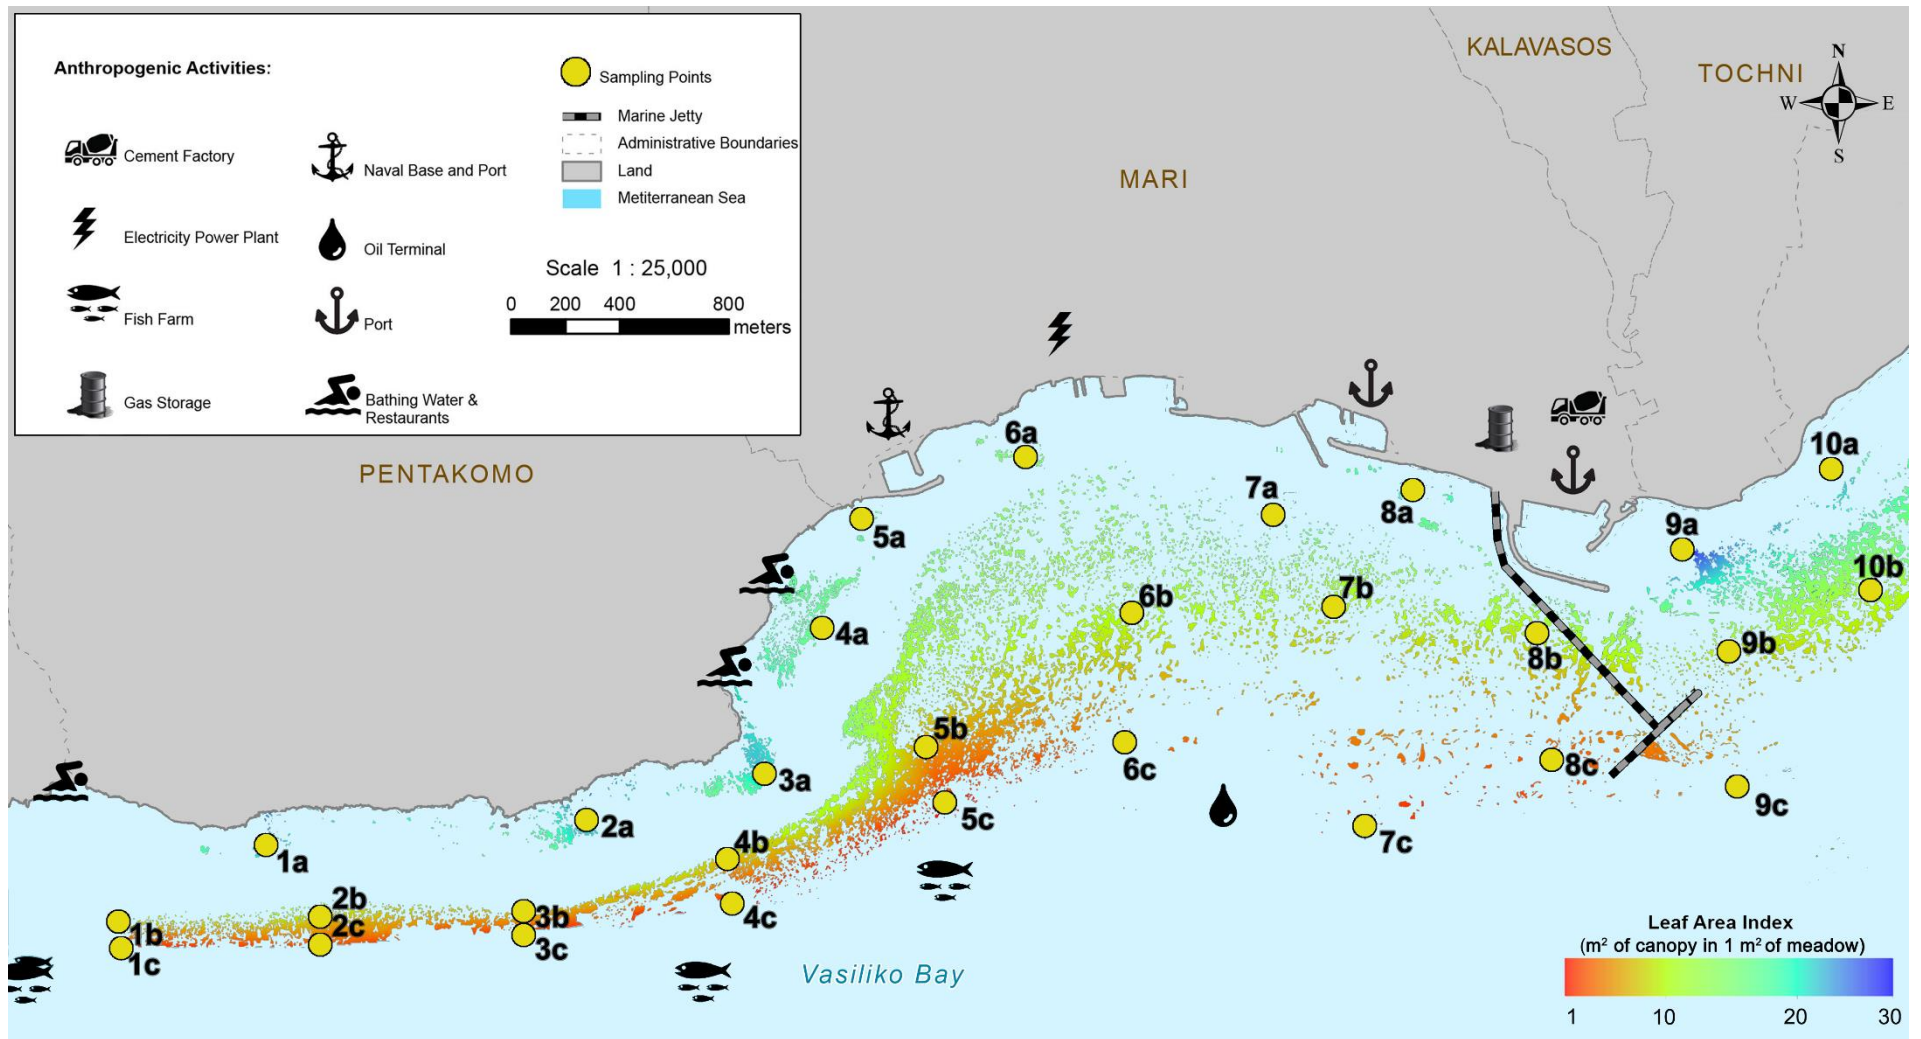 Anthropogenic Activities:
Cement Factory
Electricity Power Plant
Fish Farm
Gas Storage
Naval Base and Port
Oil Terminal
Port
Bathing Water &
Restaurants
Sampling Points
Marine Jetty
Administrative Boundaries
Land
Metiterranean Sea
Scale 1 : 25,000
0 200 400 800
meters
KALAVASOS
TOCHNI
N
W E
S
MARI
PENTAKOMO
6a
10a
7a
8a
5a
9a
10b
6b
7b
4a
8b
9b
5b
6c
8c
3a
9c
5c
2a
7c
4b
1a
4c
2b
3b
2c
1b
3c
1c
Vasiliko Bay
Leaf Area Index
(m² of canopy in 1 m² of meadow)
1 10 20 30